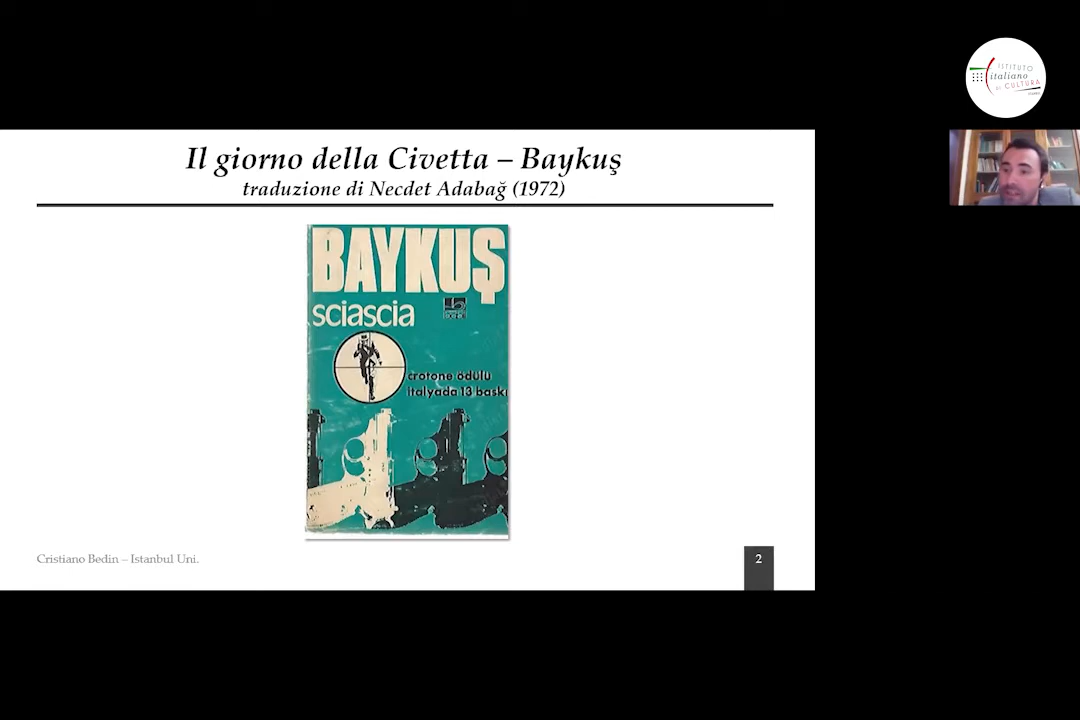 ISTITUTO
italiano
di CULTURA
Il giorno della Civetta – Baykuş
traduzione di Necdet Adabağ (1972)
BAYKUŞ
sciascia
crotone ödülü
italyada 13 baskı
Cristiano Bedin – Istanbul Uni.
2